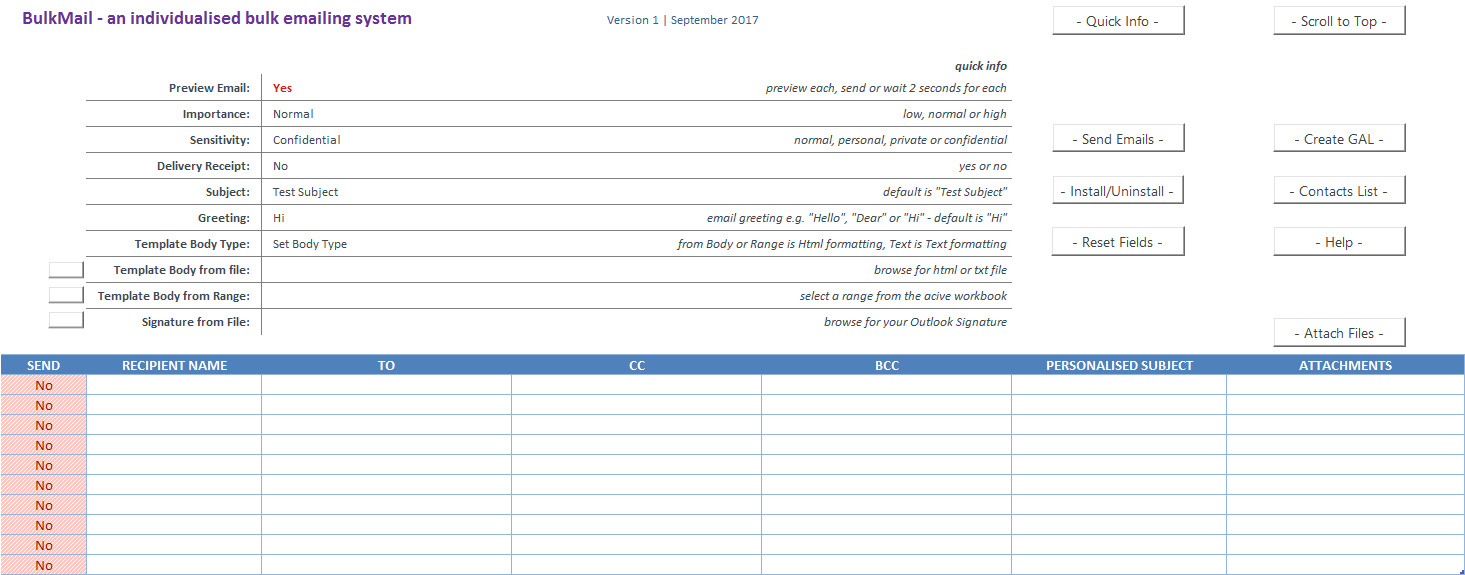 BulkMail - an individualised bulk emailing system Version 1 | September 2017 - Quick Info - - Scroll to Top -
quick info
Preview Email: Yes preview each, send or wait 2 seconds for each
Importance: Normal low, normal or high
Sensitivity: Confidential normal, personal, private or confidential - Send Emails - - Create GAL -
Delivery Receipt: No yes or no
Subject: Test Subject default is "Test Subject" - Install/Uninstall - - Contacts List -
Greeting: Hi email greeting e.g. "Hello", "Dear" or "Hi" - default is "Hi"
Template Body Type: Set Body Type from Body or Range is Html formatting, Text is Text formatting - Reset Fields - - Help -
Template Body from file: browse for html or txt file
Template Body from Range: select a range from the acive workbook
Signature from File: browse for your Outlook Signature
- Attach Files -
SEND RECIPIENT NAME TO CC BCC PERSONALISED SUBJECT ATTACHMENTS
No
No
No
No
No
No
No
No
No
No